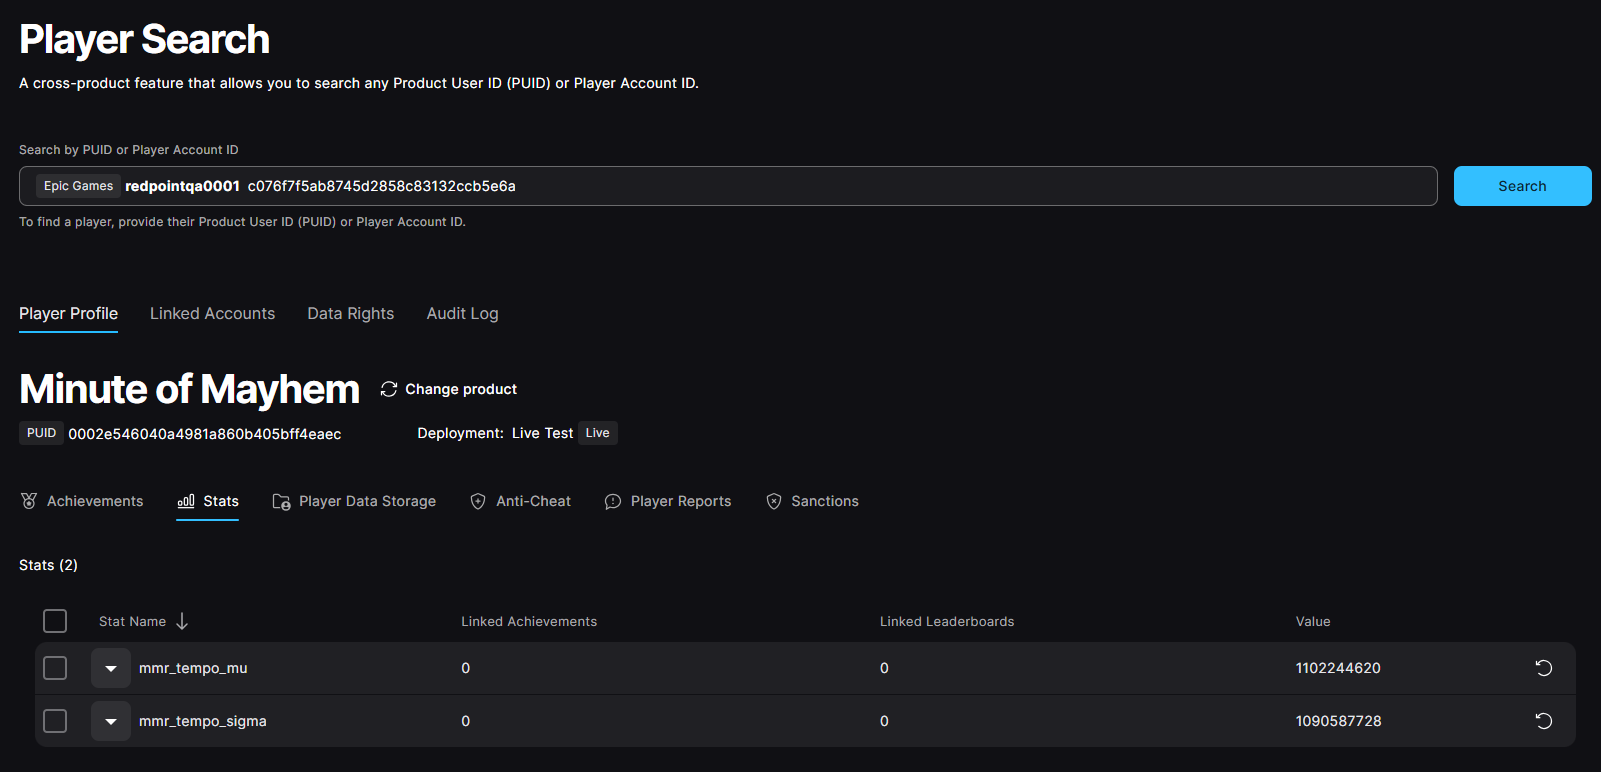 Player Search
A cross-product feature that allows you to search any Product User ID (PUID) or Player Account ID.
Search by PUID or Player Account ID
Epic Games redpointqa0001 c076f7f5ab8745d2858c83132ccb5e6a
Search
To find a player, provide their Product User ID (PUID) or Player Account ID.
Player Profile Linked Accounts Data Rights Audit Log
Minute of Mayhem Change product
PUID 0002e546040a4981a860b405bff4eaec Deployment: Live Test Live
Achievements Stats Player Data Storage Anti-Cheat Player Reports Sanctions
Stats (2)
Stat Name Linked Achievements Linked Leaderboards Value
mmr_tempo_mu 0 0 1102244620
mmr_tempo_sigma 0 0 1090587728